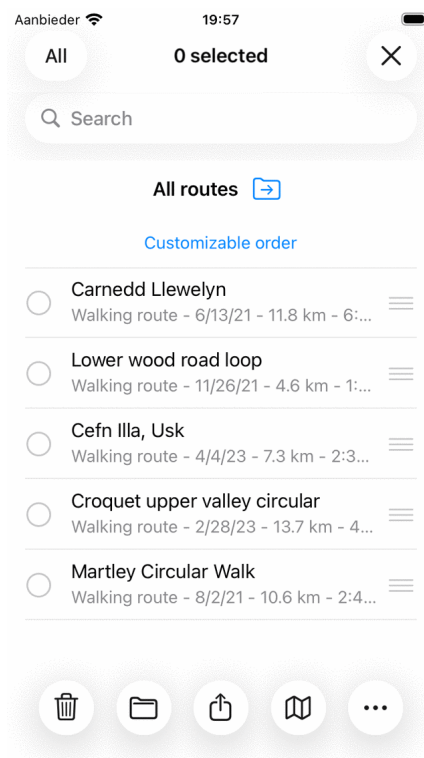 Aanbieder 19:57
All 0 selected
Search
All routes
Customizable order
Carnedd Llewelyn
Walking route - 6/13/21 - 11.8 km - 6:...
Lower wood road loop
Walking route - 11/26/21 - 4.6 km - 1:...
Cefn Illa, Usk
Walking route - 4/4/23 - 7.3 km - 2:3...
Croquet upper valley circular
Walking route - 2/28/23 - 13.7 km - 4...
Martley Circular Walk
Walking route - 8/2/21 - 10.6 km - 2:4...